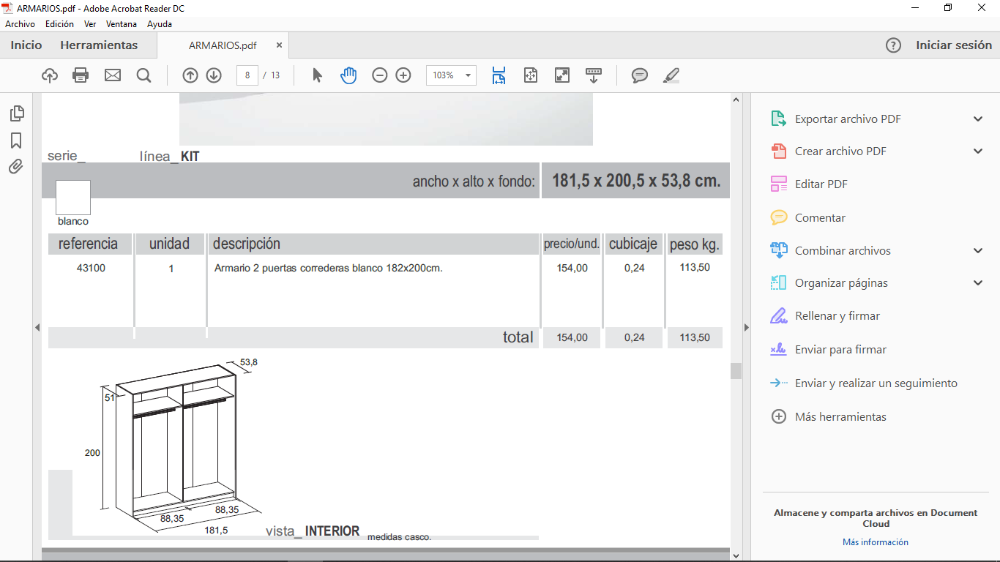 ARMARIOS.pdf - Adobe Acrobat Reader DC
Archivo Edición Ver Ventana Ayuda
Inicio Herramientas ARMARIOS.pdf × ? Iniciar sesión
8 / 13 103%
serie_ línea_ KIT
ancho x alto x fondo: 181,5 x 200,5 x 53,8 cm.
blanco
referencia unidad descripción precio/und. cubicaje peso kg.
43100 1 Armario 2 puertas correderas blanco 182x200cm. 154,00 0,24 113,50
total 154,00 0,24 113,50
53,8
51
200
88,35
88,35
181,5
vista_ INTERIOR medidas casco.
Exportar archivo PDF
Crear archivo PDF
Editar PDF
Comentar
Combinar archivos
Organizar páginas
Rellenar y firmar
Enviar para firmar
Enviar y realizar un seguimiento
Más herramientas
Almacene y comparta archivos en Document
Cloud
Más información